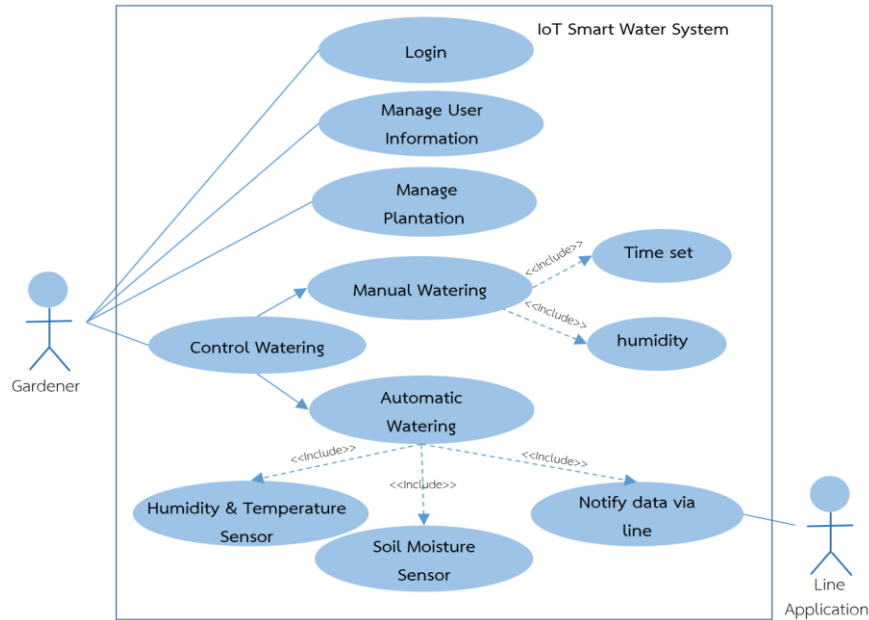 IoT Smart Water System
Login
Manage User
Information
Manage
Plantation
<<Include>>
Time set
Manual Watering
<<Include>>
humidity
Control Watering
Gardener
Automatic
Watering
<<Include>>
<<Include>>
<<Include>>
Humidity & Temperature
Sensor
Soil Moisture
Sensor
Notify data via
line
Line
Application